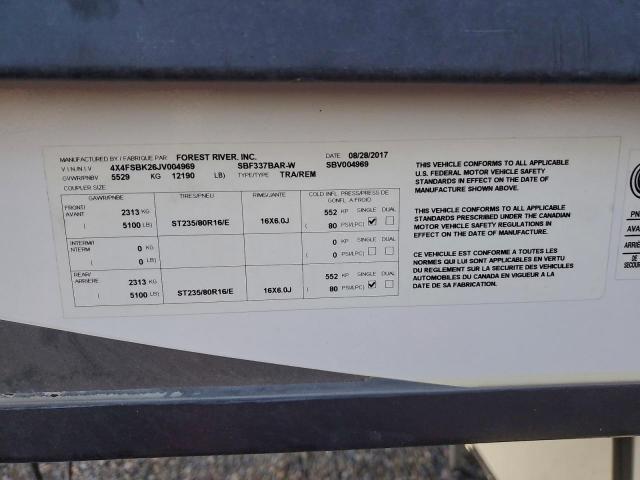 MANUFACTURED BY / FABRIQUE PAR: FOREST RIVER, INC. DATE 08/28/2017
V I N./N.I.V 4X4FSBK26JV004969 SBF337BAR-W SBV004969
GVWR/PNBV 5529 KG 12190 LB) TYPE/TYPE TRA/REM
COUPLER SIZE
GAWR/PNBE TIRES/PNEU RIMS/JANTE COLD INFL. PRESS/PRESS DE GONFL. A FROID
FRONT/ AVANT 2313 KG 552 KP SINGLE DUAL
( 5100 LB) ST235/80R16/E 16X6.0J ( 80 PSI/LPC)
INTERMIT/ INTERM 0 KG 0 KP SINGLE DUAL
( 0 LB) ( 0 PSI/LPC)
REAR/ ARRIERE 2313 KG 552 KP SINGLE DUAL
( 5100 LB) ST235/80R16/E 16X6.0J ( 80 PSI/LPC)
THIS VEHICLE CONFORMS TO ALL APPLICABLE
U.S. FEDERAL MOTOR VEHICLE SAFETY
STANDARDS IN EFFECT ON THE DATE OF
MANUFACTURE SHOWN ABOVE.
THIS VEHICLE CONFORMS TO ALL APPLICABLE
STANDARDS PRESCRIBED UNDER THE CANADIAN
MOTOR VEHICLE SAFETY REGULATIONS IN
EFFECT ON THE DATE OF MANUFACTURE.
CE VEHICULE EST CONFORME A TOUTES LES
NORMES QUI LUI SONT APPLICABLES EN VERTU
DU REGLEMENT SUR LA SECURITE DES VEHICULES
AUTOMOBILES DU CANADA EN VIGUEUR A LA
DATE DE SA FABRICATION.
PN
AVA
ARRIÈ
DE
SECOU